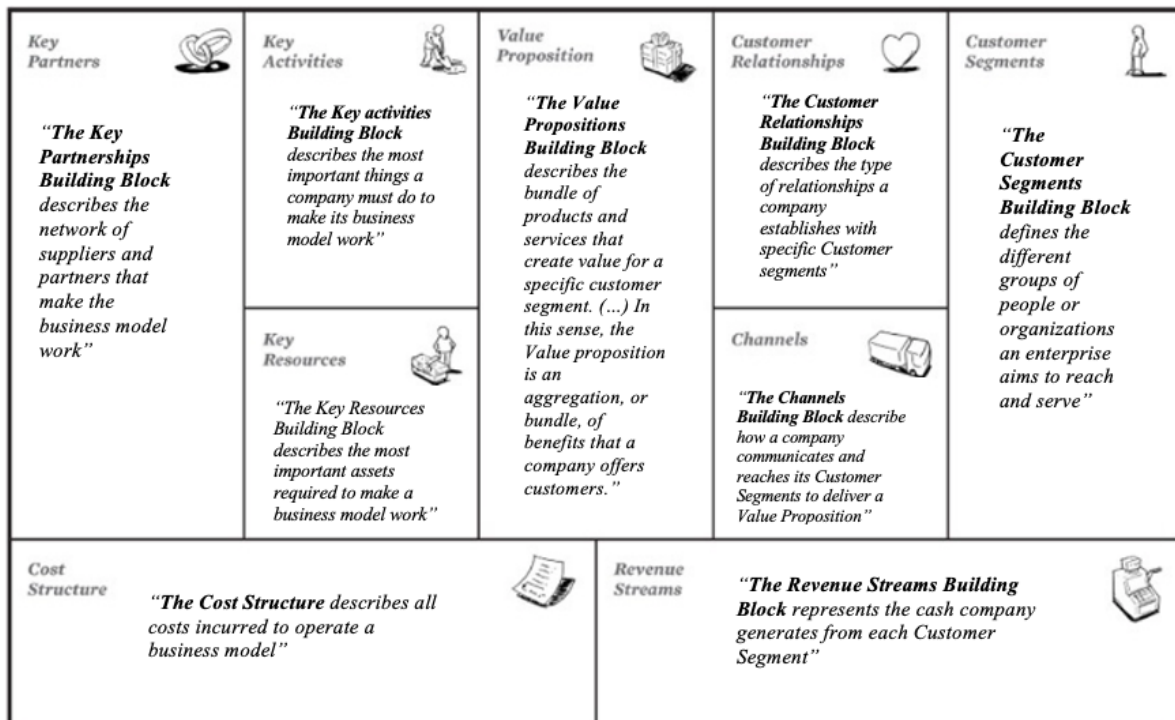 Key
Partners
“The Key
Partnerships
Building Block
describes the
network of
suppliers and
partners that
make the
business model
work”
Key
Activities
“The Key activities
Building Block
describes the most
important things a
company must do to
make its business
model work”
Key
Resources
“The Key Resources
Building Block
describes the most
important assets
required to make a
business model work”
Value
Proposition
“The Value
Propositions
Building Block
describes the
bundle of
products and
services that
create value for a
specific customer
segment. (…) In
this sense, the
Value proposition
is an
aggregation, or
bundle, of
benefits that a
company offers
customers.”
Customer
Relationships
“The Customer
Relationships
Building Block
describes the type
of relationships a
company
establishes with
specific Customer
segments”
Channels
“The Channels
Building Block describe
how a company
communicates and
reaches its Customer
Segments to deliver a
Value Proposition”
Customer
Segments
“The
Customer
Segments
Building Block
defines the
different
groups of
people or
organizations
an enterprise
aims to reach
and serve”
Cost
Structure
“The Cost Structure describes all
costs incurred to operate a
business model”
Revenue
Streams
“The Revenue Streams Building
Block represents the cash company
generates from each Customer
Segment”